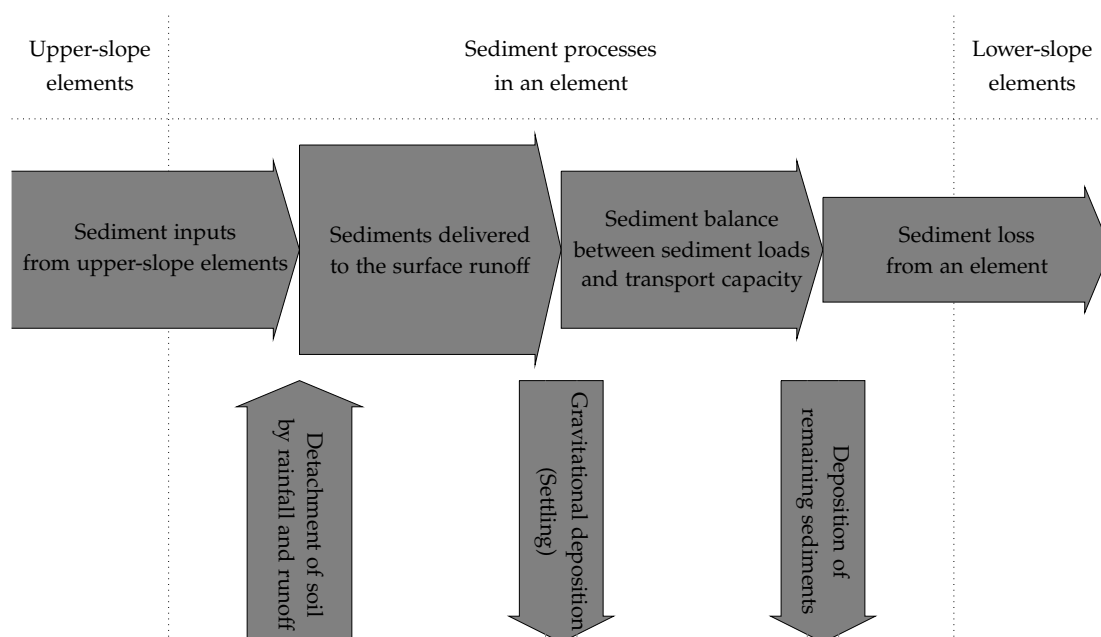 Upper-slope
elements
Sediment processes
in an element
Lower-slope
elements
Sediment inputs
from upper-slope elements
Sediments delivered
to the surface runoff
Sediment balance
between sediment loads
and transport capacity
Sediment loss
from an element
Detachment of soil
by rainfall and runoff
Gravitational deposition
(Settling)
Deposition of
remaining sediments